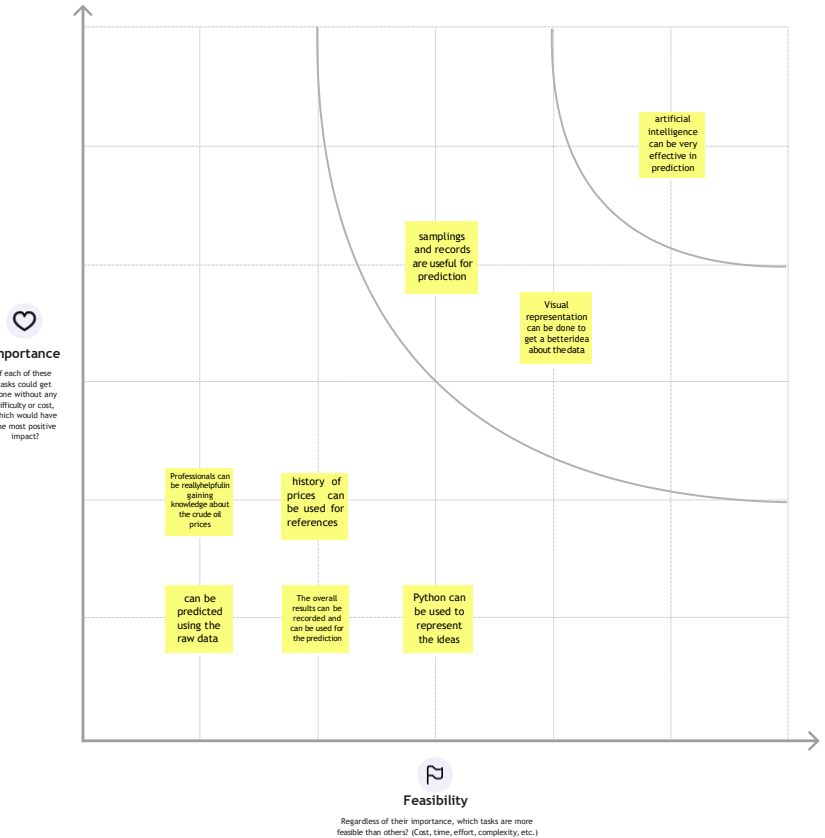 artificial
intelligence
can be very
effective in
prediction
samplings
and records
are useful for
prediction
Visual
representation
can be done to
get a betteridea
about thedata
mportance
f each of these
asks could get
one without any
ifficulty or cost,
hich would have
e most positive
impact?
Professionals can
be reallyhelpfulin
gaining
knowledge about
the crude oil
prices
history of
prices can
be used for
references
can be
predicted
using the
raw data
The overall
results can be
recorded and
can be used for
the prediction
Python can
be used to
represent
the ideas
Feasibility
Regardless of their importance, which tasks are more
feasible than others? (Cost, time, effort, complexity, etc.)